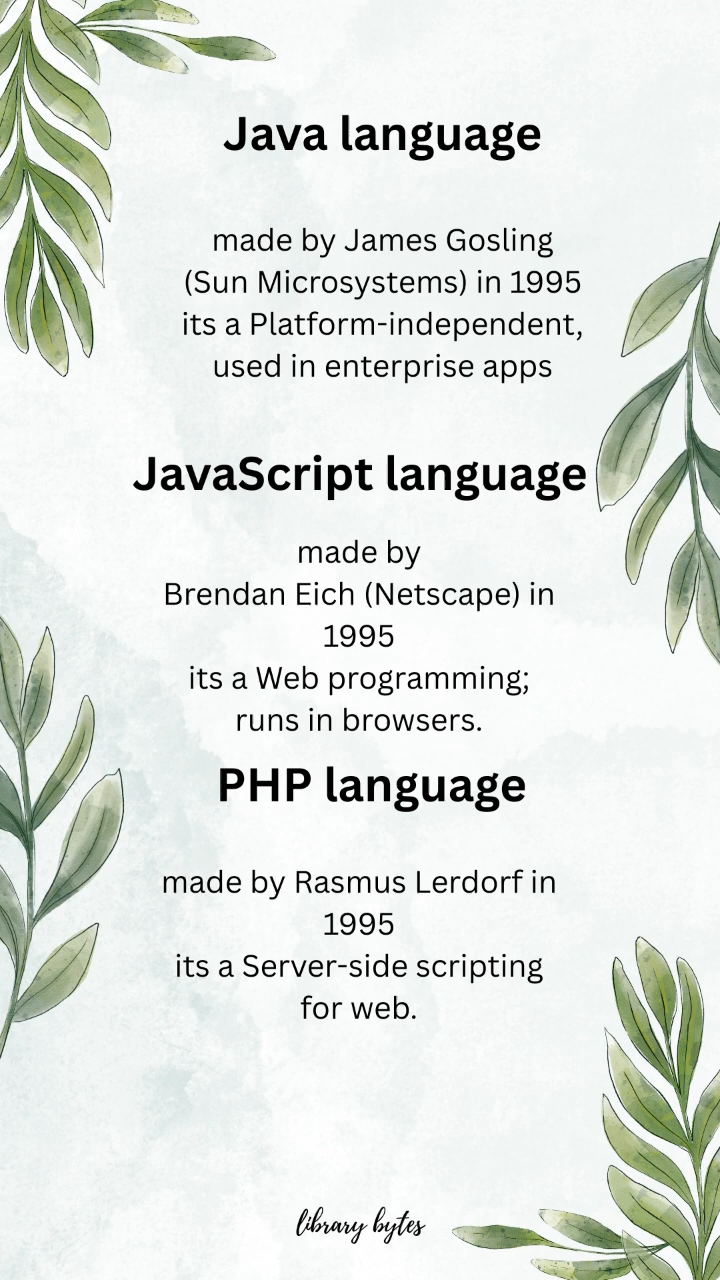 Java language
made by James Gosling
(Sun Microsystems) in 1995
its a Platform-independent,
used in enterprise apps
JavaScript language
made by
Brendan Eich (Netscape) in
1995
its a Web programming;
runs in browsers.
PHP language
made by Rasmus Lerdorf in
1995
its a Server-side scripting
for web.
library bytes